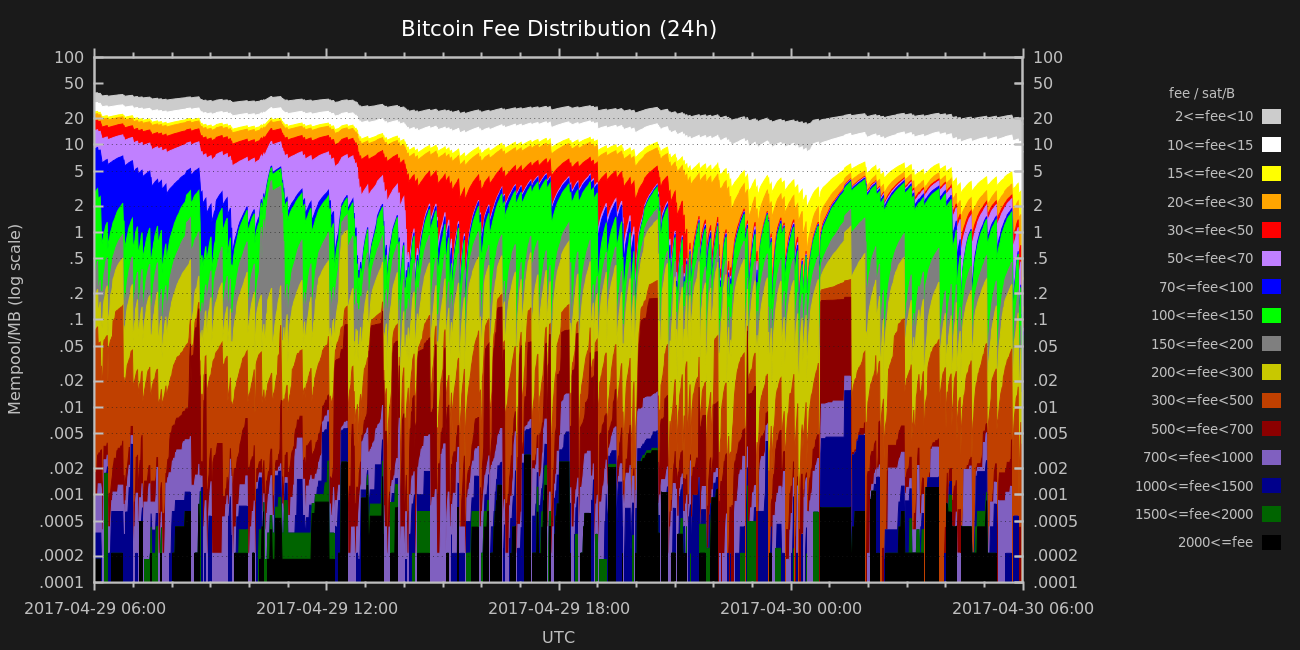 Bitcoin Fee Distribution (24h)
100
50
20
10
5
2
1
.5
.2
.1
.05
.02
.01
.005
.002
.001
.0005
.0002
.0001
Mempool/MB (log scale)
100
50
20
10
5
2
1
.5
.2
.1
.05
.02
.01
.005
.002
.001
.0005
.0002
.0001
2017-04-29 06:00
2017-04-29 12:00
2017-04-29 18:00
2017-04-30 00:00
2017-04-30 06:00
UTC
fee / sat/B
2<=fee<10
10<=fee<15
15<=fee<20
20<=fee<30
30<=fee<50
50<=fee<70
70<=fee<100
100<=fee<150
150<=fee<200
200<=fee<300
300<=fee<500
500<=fee<700
700<=fee<1000
1000<=fee<1500
1500<=fee<2000
2000<=fee